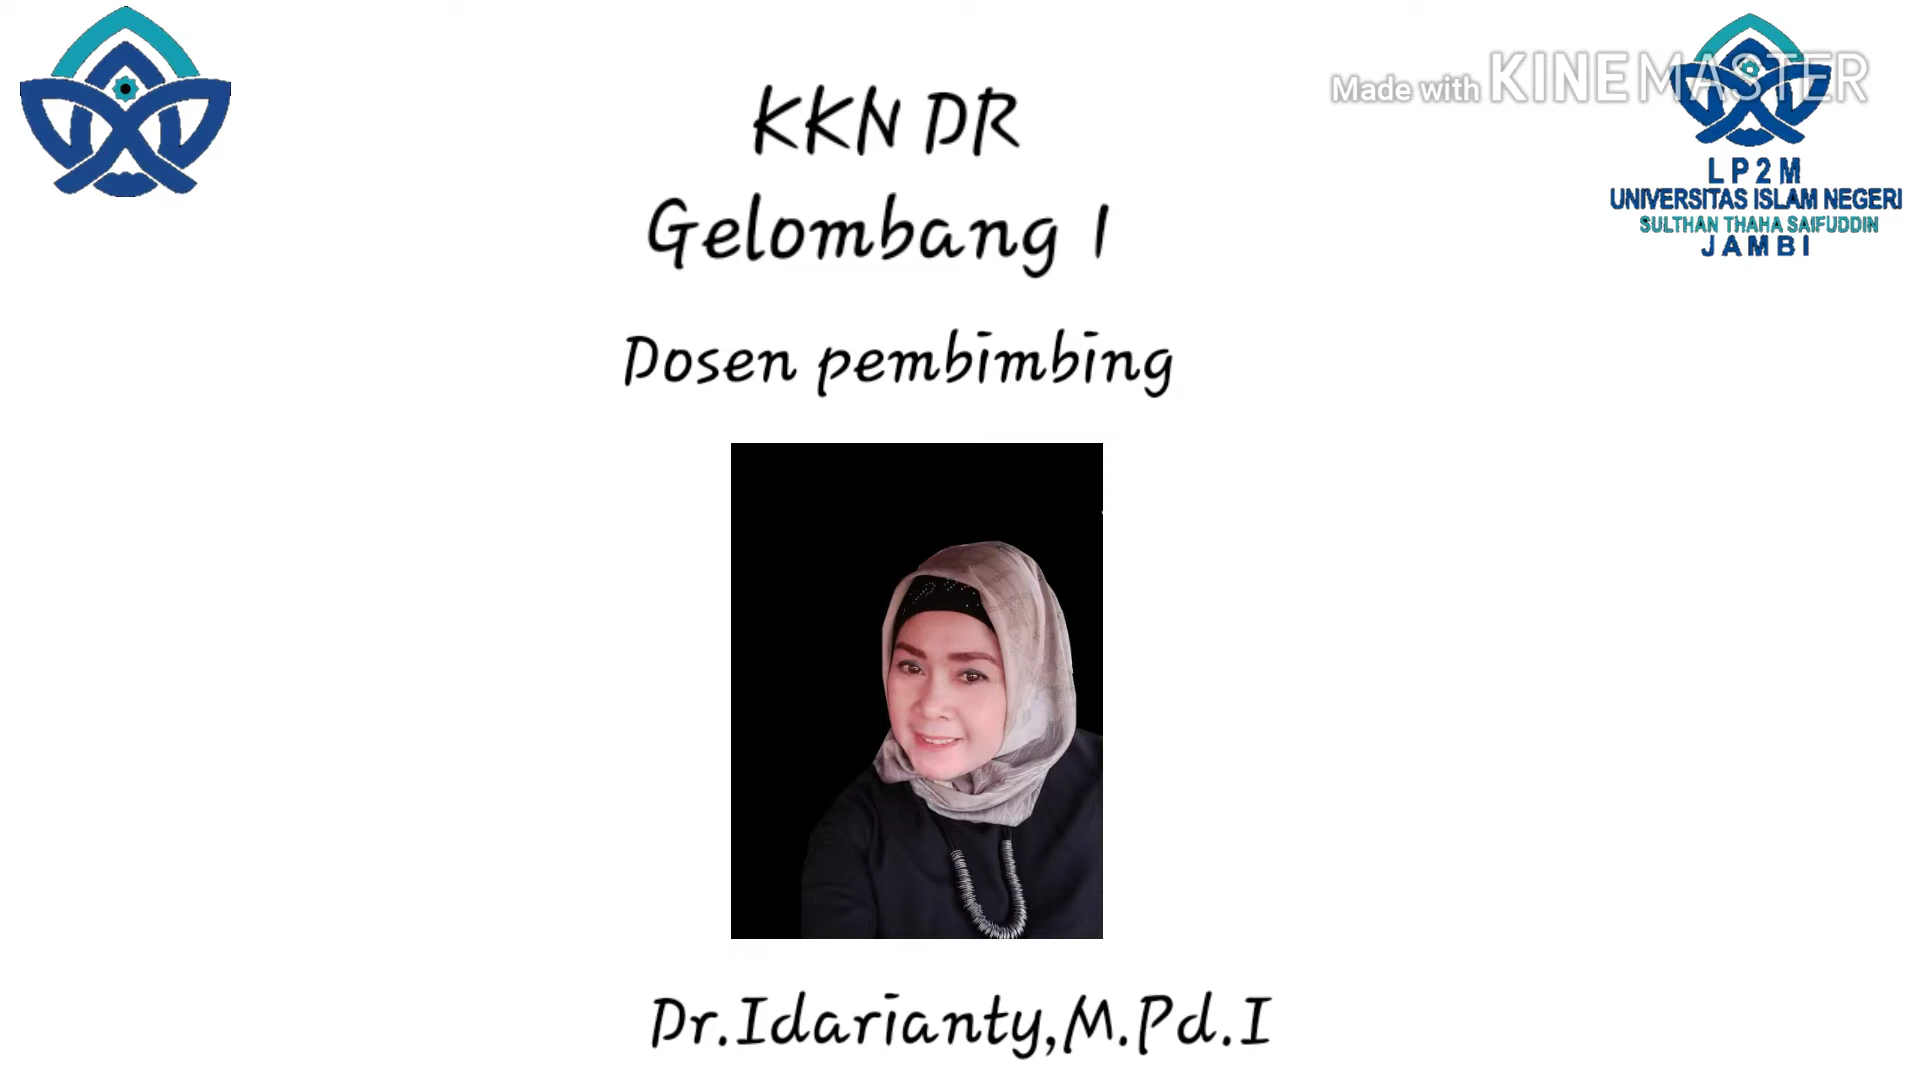 KKN DR
Gelombang I
Dosen pembimbing
Dr.Idarianty,M.Pd.I
Made with KINEMASTER
LP2M
UNIVERSITAS ISLAM NEGERI
SULTHAN THAHA SAIFUDDIN
JAMBI